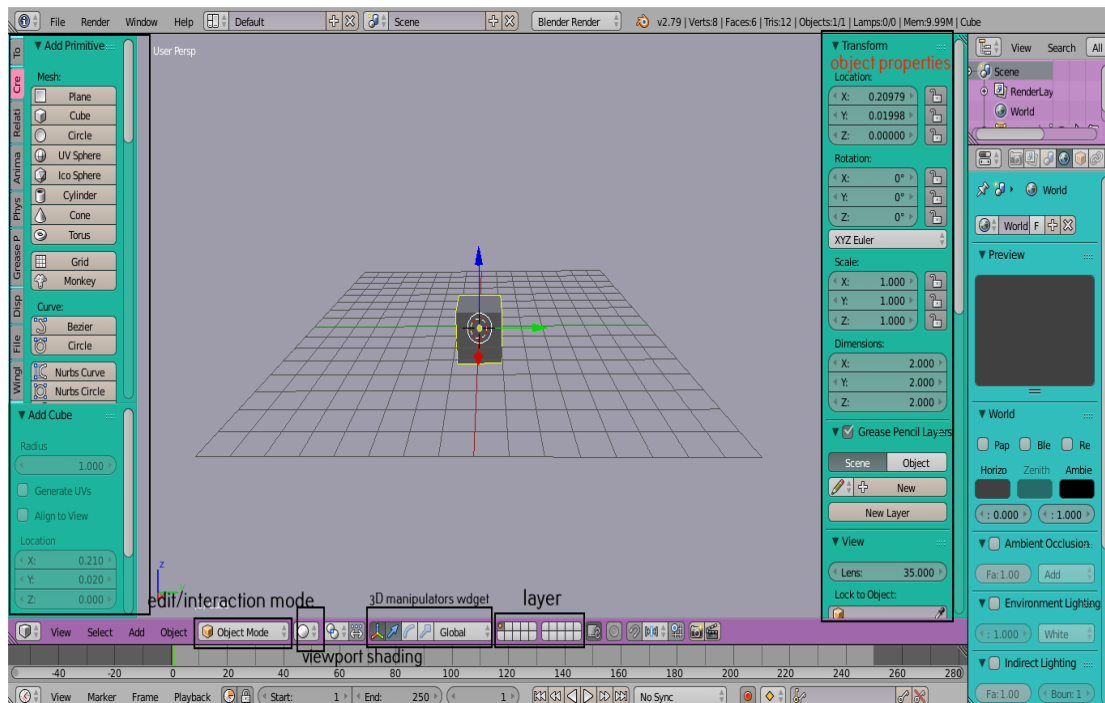 File Render Window Help Default Scene Blender Render v2.79 | Verts:8 | Faces:6 | Tris:12 | Objects:1/1 | Lamps:0/0 | Mem:9.99M | Cube
To
Cre
Relati
Anima
Phys
Grease P
Disp
File
Wingl
Add Primitive
Mesh:
Plane
Cube
Circle
UV Sphere
Ico Sphere
Cylinder
Cone
Torus
Grid
Monkey
Curve:
Bezier
Circle
Nurbs Curve
Nurbs Circle
Add Cube
Radius
1.000
Generate UVs
Align to View
Location
X: 0.210
Y: 0.020
Z: 0.000
User Persp
z
y
edit/interaction mode
3D manipulators wdget
layer
View Select Add Object Object Mode Global
viewport shading
Transform
object properties
Location:
X: 0.20979
Y: 0.01998
Z: 0.00000
Rotation:
X: 0°
Y: 0°
Z: 0°
XYZ Euler
Scale:
X: 1.000
Y: 1.000
Z: 1.000
Dimensions:
X: 2.000
Y: 2.000
Z: 2.000
Grease Pencil Layers
Scene Object
New
New Layer
View
Lens: 35.000
Lock to Object:
View Search All
Scene
RenderLay
World
World
World F
Preview
World
Pap Ble Re
Horizo Zenith Ambie
: 0.000 : 1.000
Ambient Occlusion
Fa: 1.00 Add
Environment Lighting
: 1.000 White
Indirect Lighting
Fa: 1.00 Boun: 1
-40 -20 0 20 40 60 80 100 120 140 160 180 200 220 240 260 280
View Marker Frame Playback Start: 1 End: 250 1 No Sync